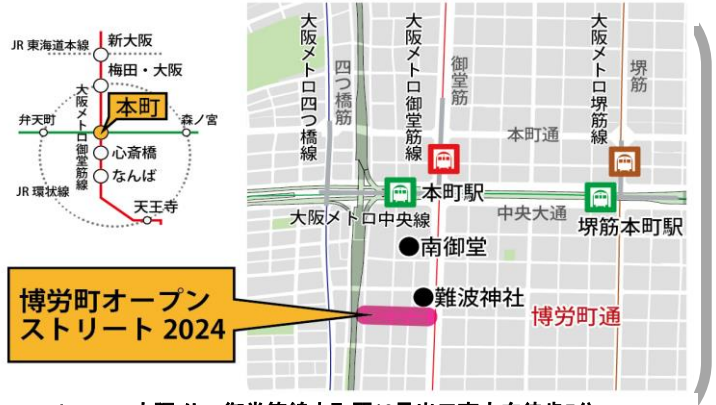 JR 東海道本線
新大阪
梅田・大阪
大阪メトロ御堂筋線
本町
弁天町
森ノ宮
心斎橋
なんば
JR 環状線
天王寺
大阪メトロ四つ橋線
四つ橋筋
大阪メトロ御堂筋線
御堂筋
大阪メトロ堺筋線
堺筋
本町通
本町駅
大阪メトロ中央線
中央大通
堺筋本町駅
●南御堂
●難波神社
博労町通
博労町オープン
ストリート 2024